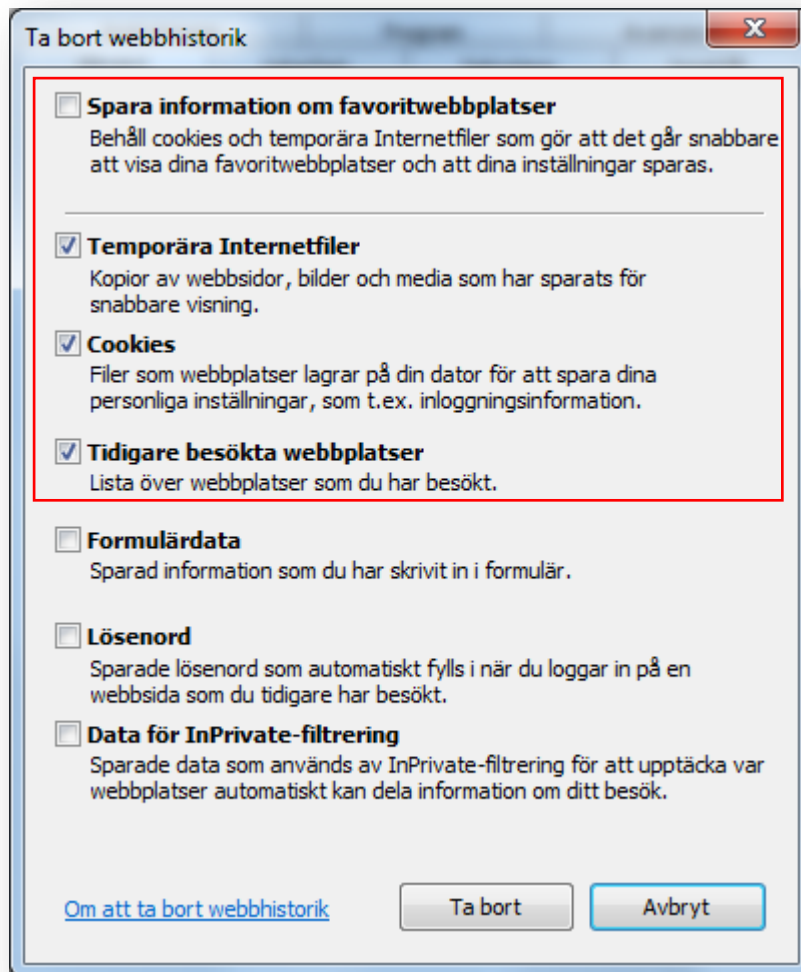 Ta bort webbhistorik
Program
Spara information om favoritwebbplatser
Behåll cookies och temporära Internetfiler som gör att det går snabbare
att visa dina favoritwebbplatser och att dina inställningar sparas.
Temporära Internetfiler
Kopior av webbsidor, bilder och media som har sparats för
snabbare visning.
Cookies
Filer som webbplatser lagrar på din dator för att spara dina
personliga inställningar, som t.ex. inloggningsinformation.
Tidigare besökta webbplatser
Lista över webbplatser som du har besökt.
Formulärdata
Sparad information som du har skrivit in i formulär.
Lösenord
Sparade lösenord som automatiskt fylls i när du loggar in på en
webbsida som du tidigare har besökt.
Data för InPrivate-filtrering
Sparade data som används av InPrivate-filtrering för att upptäcka var
webbplatser automatiskt kan dela information om ditt besök.
Om att ta bort webbhistorik
Ta bort
Avbryt